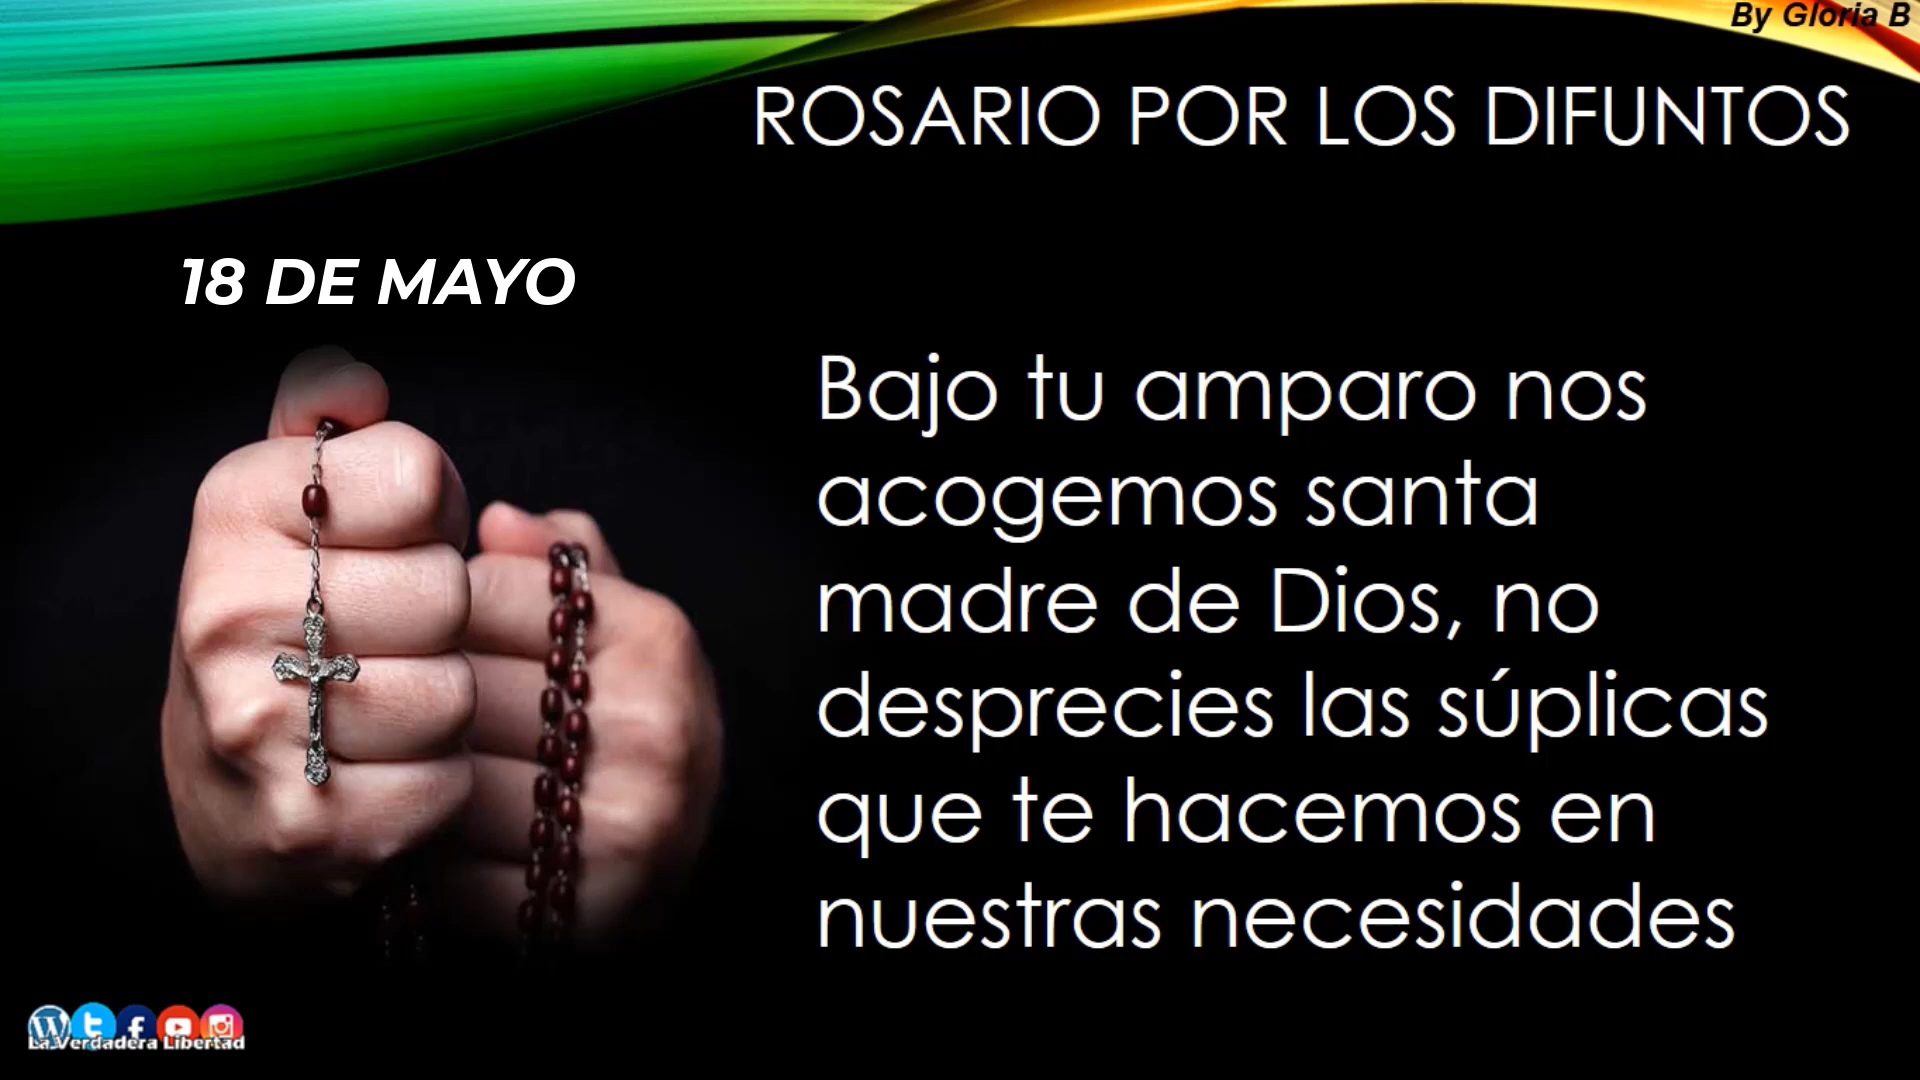 By Gloria B
ROSARIO POR LOS DIFUNTOS
18 DE MAYO
Bajo tu amparo nos
acogemos santa
madre de Dios, no
desprecies las súplicas
que te hacemos en
nuestras necesidades
La Verdadera Libertad